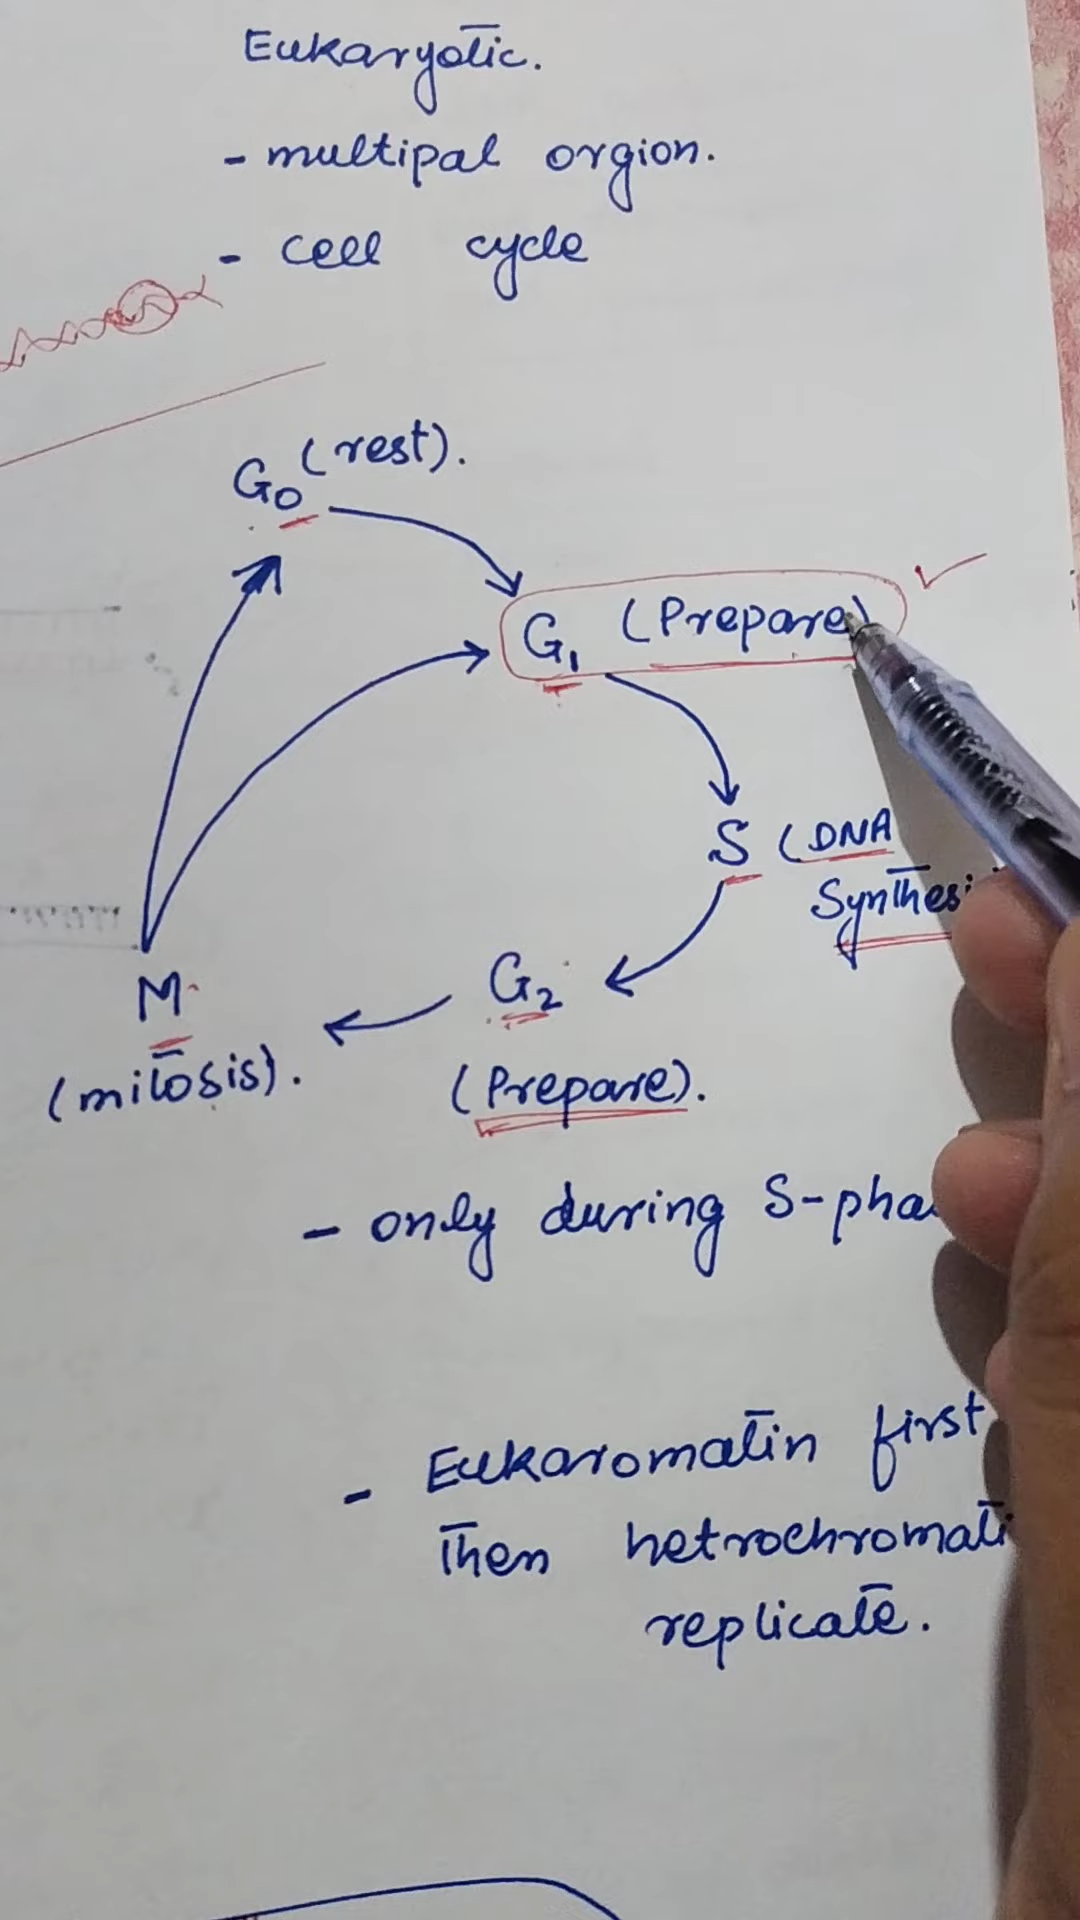 Eukaryotic.
- multipal orgion.
- cell cycle
G0 (rest).
G1 (Prepare)
S (DNA
Synthesi
G2
(Prepare).
M
(mitosis).
- only during S-pha
- Eukaromatin first
then hetrochromati
replicate.